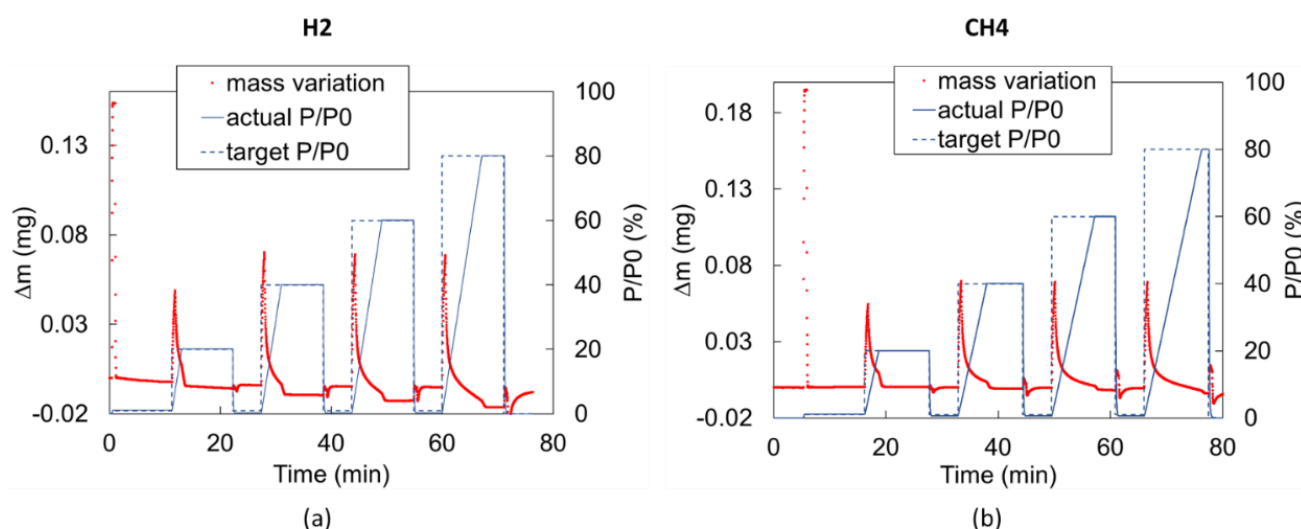 H2
mass variation
actual P/P0
target P/P0
Δm (mg)
0.13
0.08
0.03
-0.02
100
80
60
40
20
0
P/P0 (%)
0 20 40 60 80
Time (min)
(a)
CH4
mass variation
actual P/P0
target P/P0
Δm (mg)
0.18
0.13
0.08
0.03
-0.02
100
80
60
40
20
0
P/P0 (%)
0 20 40 60 80
Time (min)
(b)